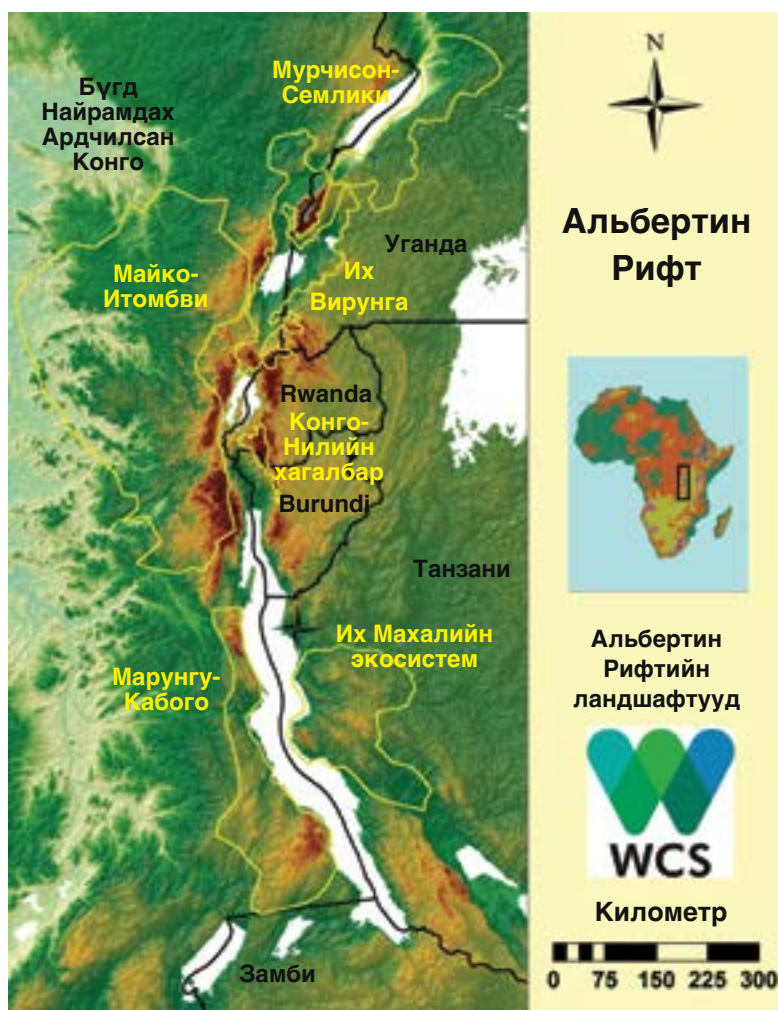 Мурчисон-
Семлики
Бүгд
Найрамдах
Ардчилсан
Конго
Уганда
Майко-
Итомбви
Их
Вирунга
Rwanda
Конго-
Нилийн
хагалбар
Burundi
Танзани
Их Махалийн
экосистем
Марунгу-
Кабого
Замби
N
Альбертин
Рифт
Альбертин
Рифтийн
ландшафтууд
WCS
Километр
0 75 150 225 300